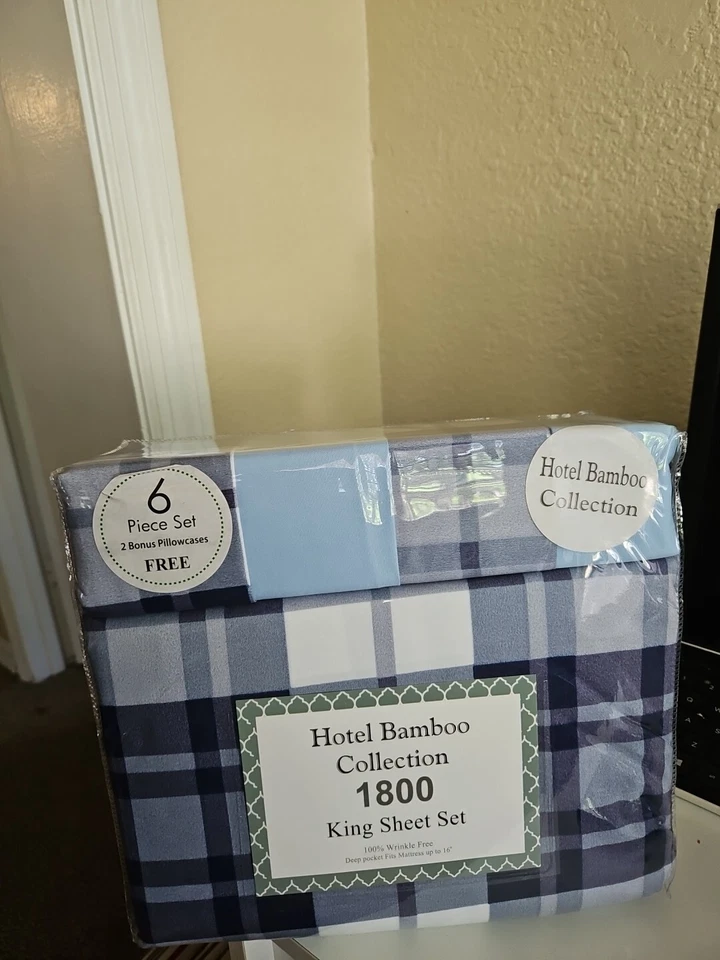 6
Piece Set
2 Bonus Pillowcases
FREE
Hotel Bamboo
Collection
Hotel Bamboo
Collection
1800
King Sheet Set
100% Wrinkle Free
Deep pocket Fits Mattress up to 16"